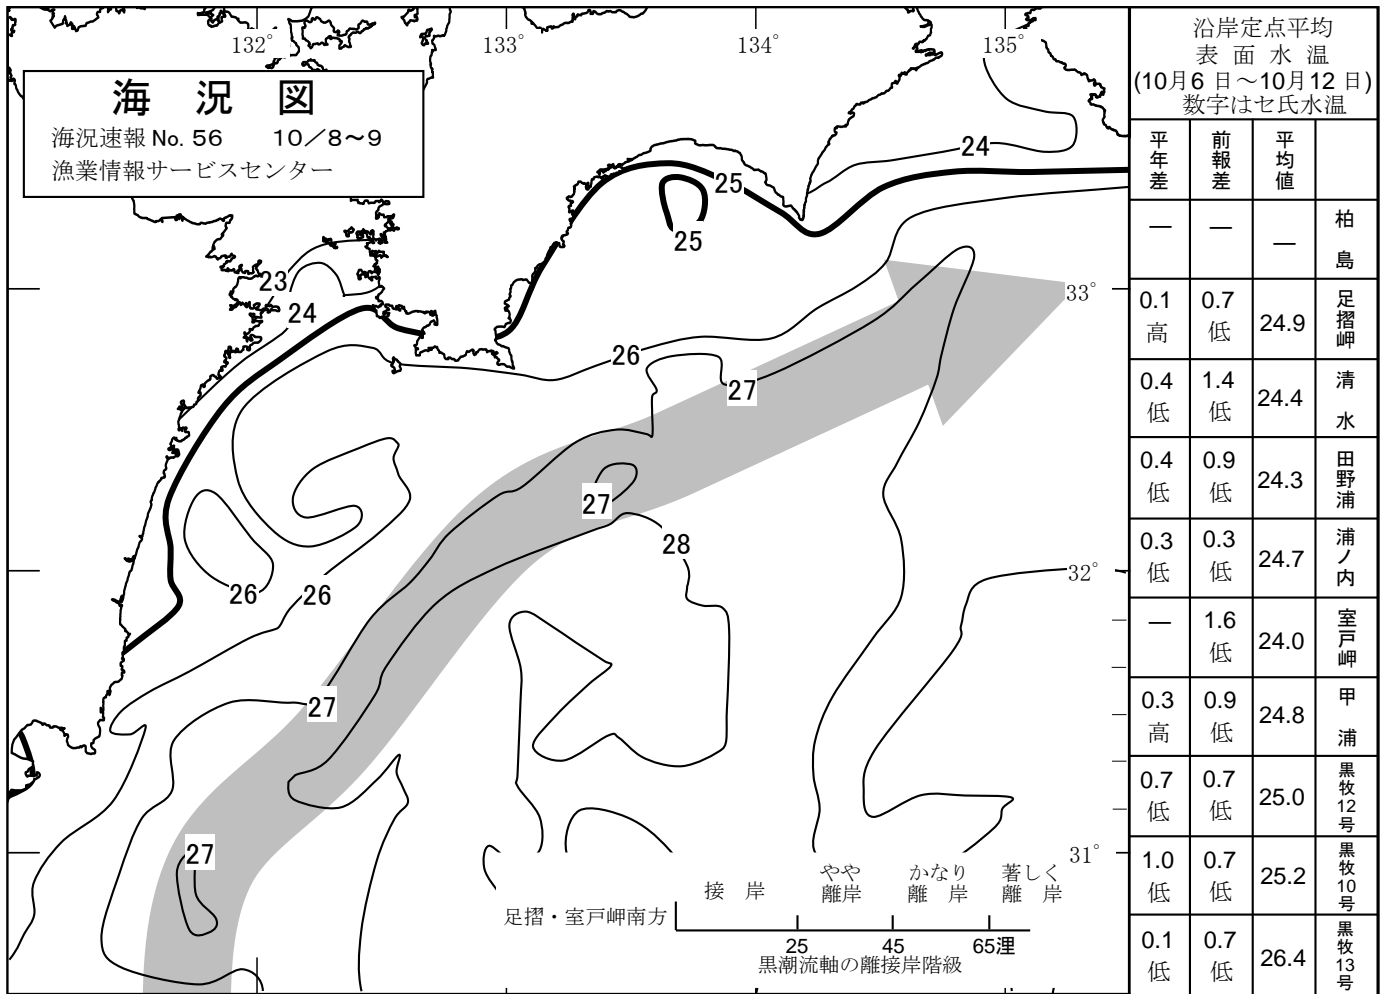 海況図
海況速報 No. 56 10/8~9
漁業情報サービスセンター
132°
133°
134°
135°
33°
32°
31°
24
25
25
23
24
26
27
27
28
26
26
27
27
足摺・室戸岬南方
接岸
やや離岸
かなり離岸
著しく離岸
25
45
65浬
黒潮流軸の離接岸階級
沿岸定点平均
表面水温
(10月6日～10月12日)
数字はセ氏水温
平年差 前報差 平均値
— — — 柏島
0.1高 0.7低 24.9 足摺岬
0.4低 1.4低 24.4 清水
0.4低 0.9低 24.3 田野浦
0.3低 0.3低 24.7 浦ノ内
— 1.6低 24.0 室戸岬
0.3高 0.9低 24.8 甲浦
0.7低 0.7低 25.0 黒牧12号
1.0低 0.7低 25.2 黒牧10号
0.1低 0.7低 26.4 黒牧13号